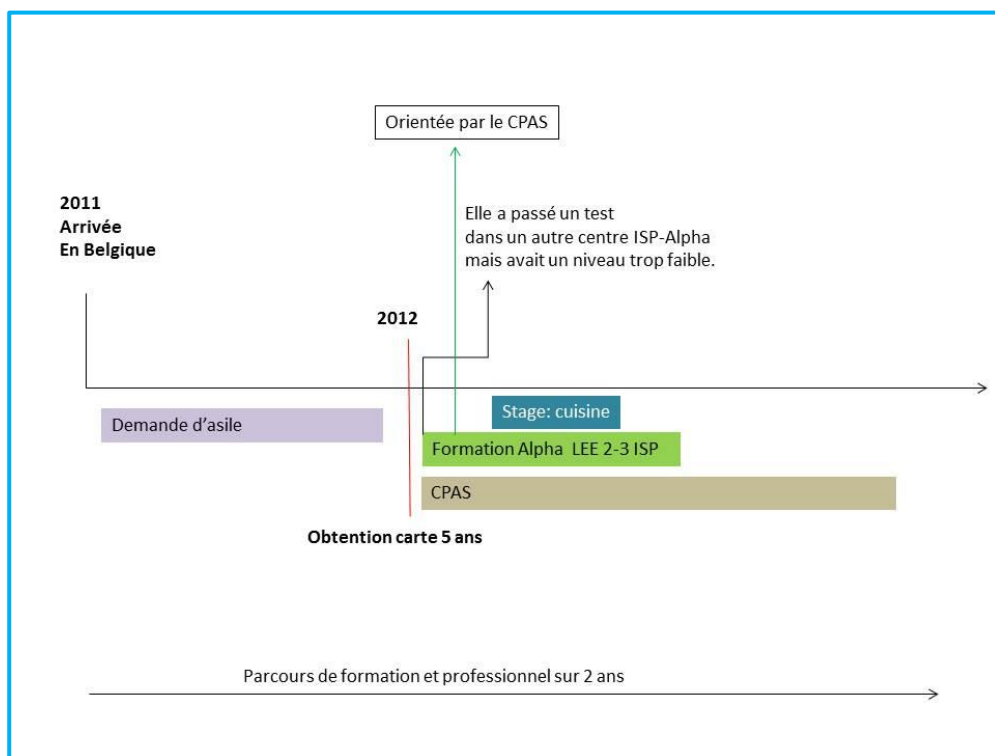 Orientée par le CPAS
2011
Arrivée
En Belgique
Elle a passé un test
dans un autre centre ISP-Alpha
mais avait un niveau trop faible.
2012
Stage: cuisine
Demande d'asile
Formation Alpha LEE 2-3 ISP
CPAS
Obtention carte 5 ans
Parcours de formation et professionnel sur 2 ans